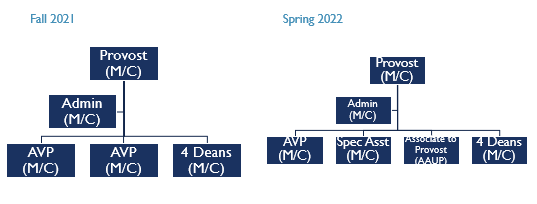 Fall 2021
Provost
(M/C)
Admin
(M/C)
AVP
(M/C)
AVP
(M/C)
4 Deans
(M/C)
Spring 2022
Provost
(M/C)
Admin
(M/C)
AVP
(M/C)
Spec Asst
(M/C)
Associate to
Provost
(AAUP)
4 Deans
(M/C)